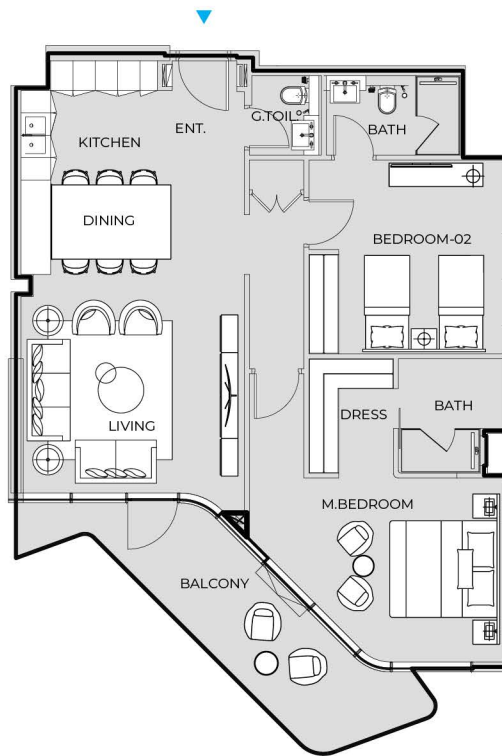 G.TOIL.
ENT.
BATH
KITCHEN
DINING
BEDROOM-02
LIVING
DRESS
BATH
M.BEDROOM
BALCONY